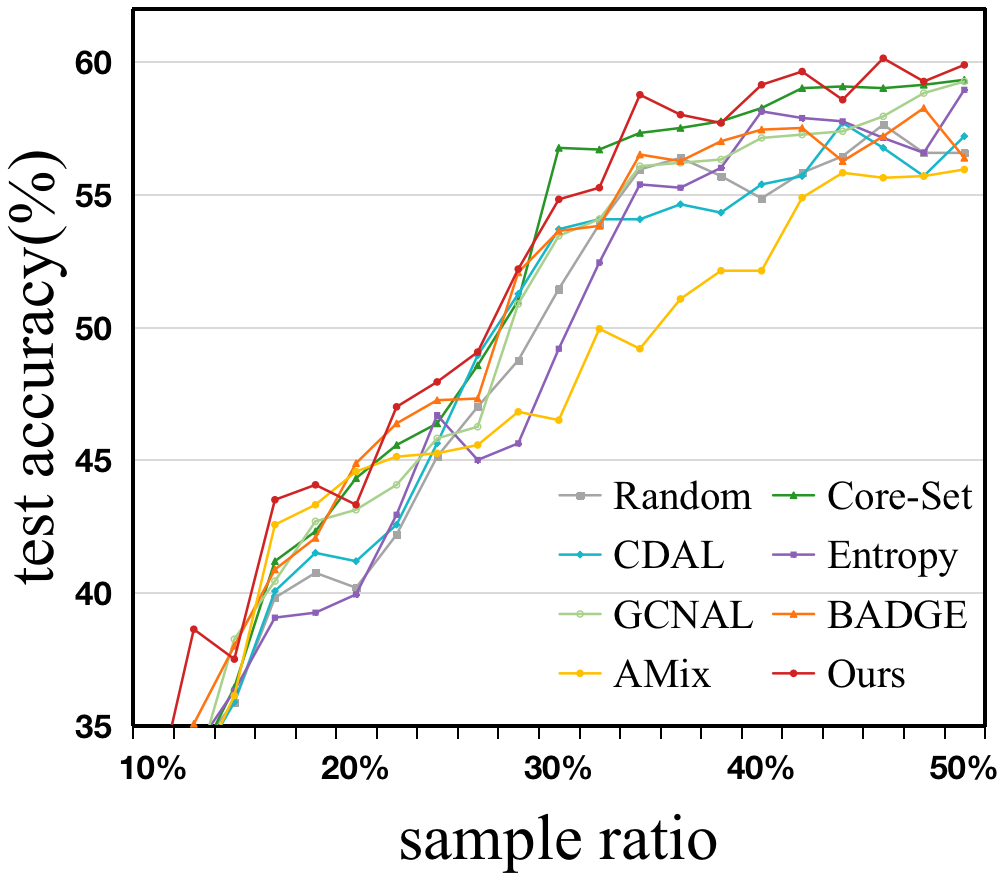 60
55
50
45
40
35
test accuracy(%)
Random
Core-Set
CDAL
Entropy
GCNAL
BADGE
AMix
Ours
10% 20% 30% 40% 50%
sample ratio